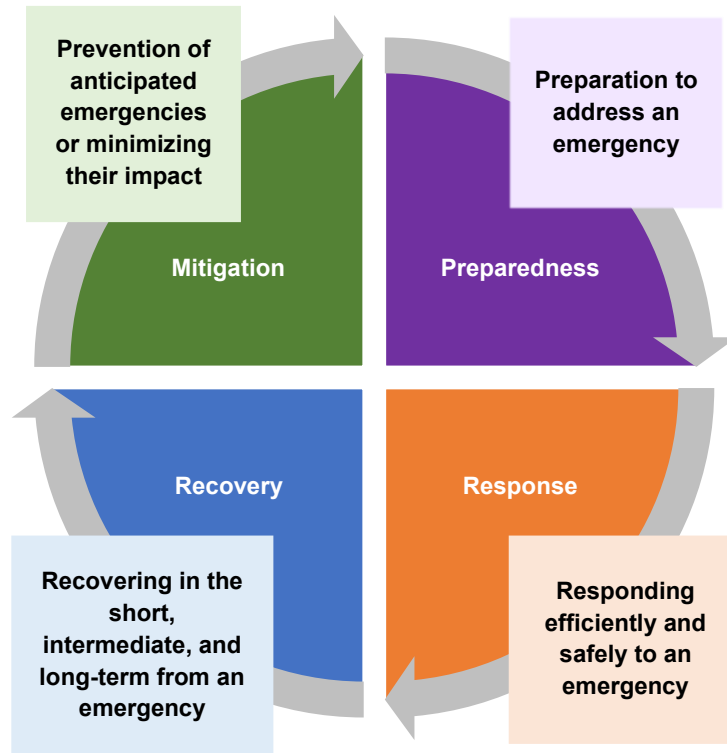 Prevention of
anticipated
emergencies
or minimizing
their impact
Preparation to
address an
emergency
Mitigation
Preparedness
Recovery
Response
Recovering in the
short,
intermediate, and
long-term from an
emergency
Responding
efficiently and
safely to an
emergency